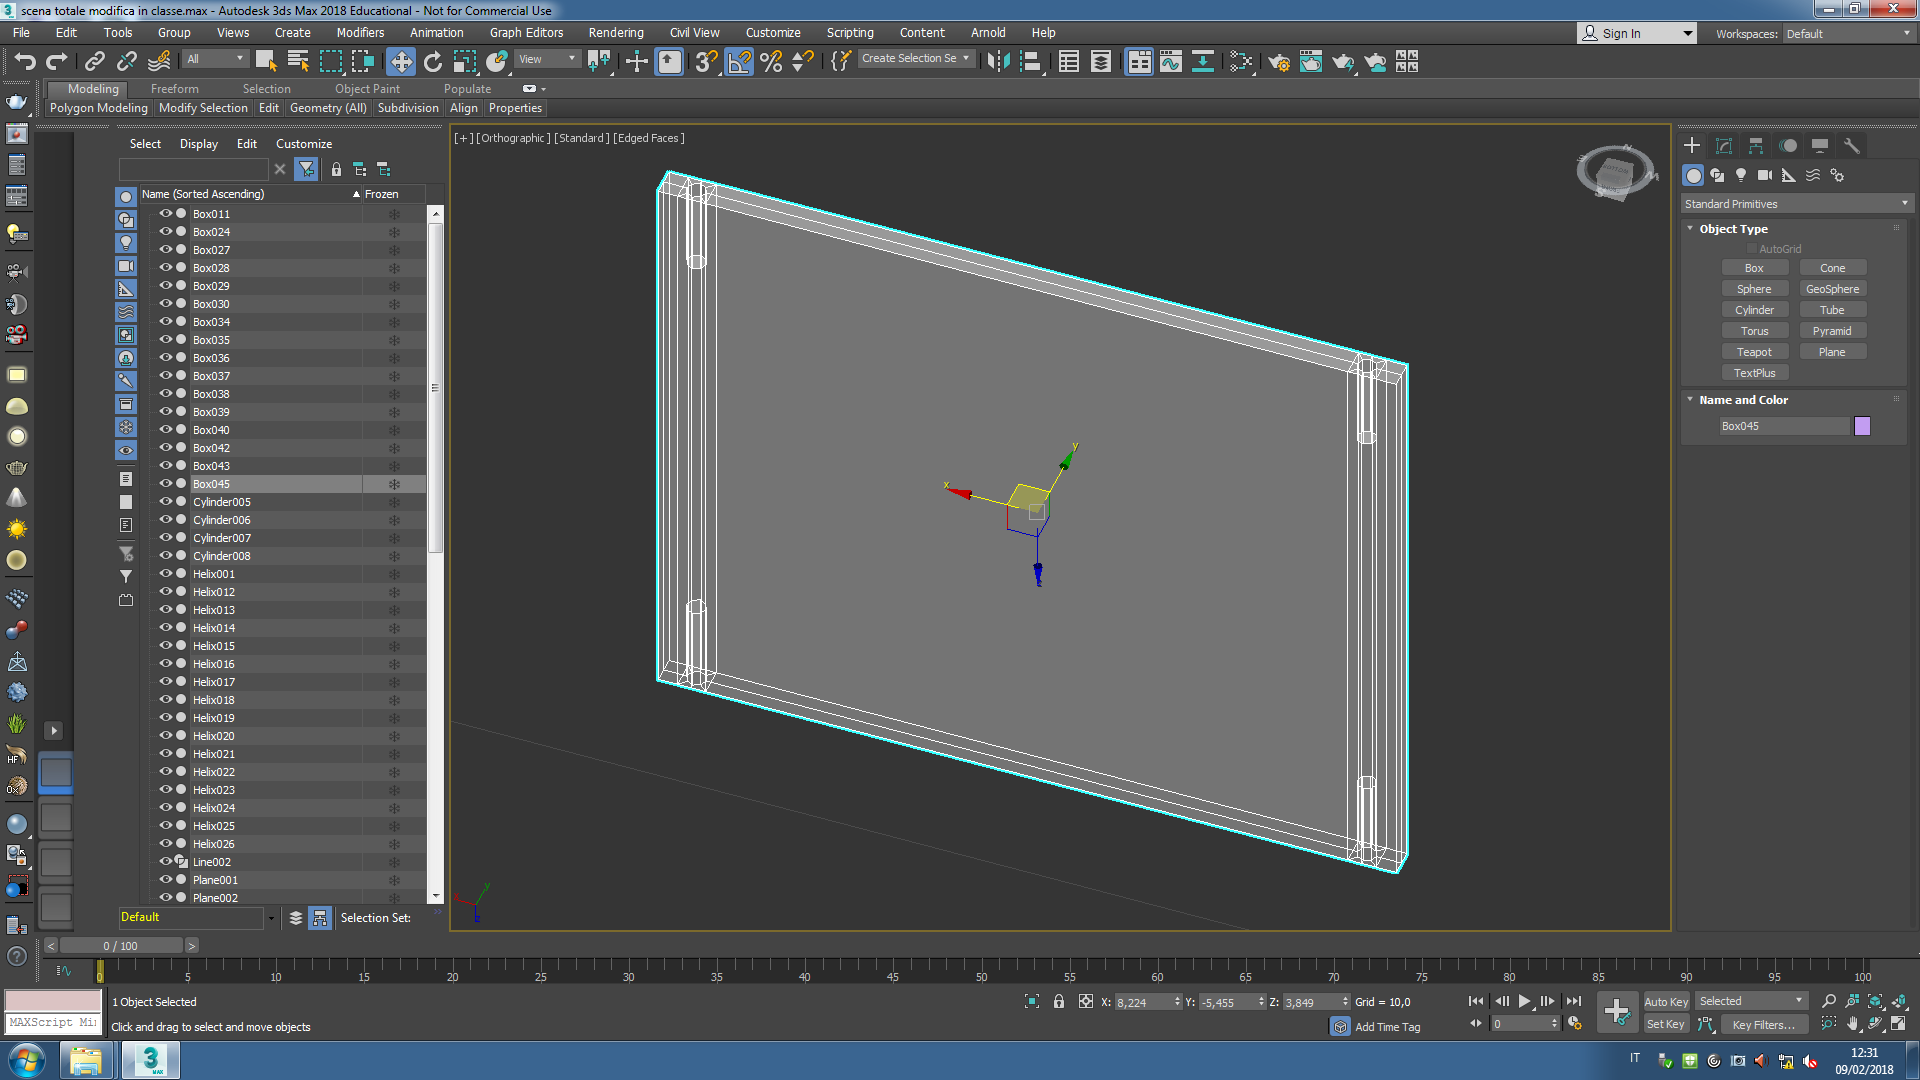 scena totale modifica in classe.max - Autodesk 3ds Max 2018 Educational - Not for Commercial Use
File Edit Tools Group Views Create Modifiers Animation Graph Editors Rendering Civil View Customize Scripting Content Arnold Help
Sign In Workspaces: Default
All View Create Selection Se
Modeling Freeform Selection Object Paint Populate
Polygon Modeling Modify Selection Edit Geometry (All) Subdivision Align Properties
Select Display Edit Customize
[+] [Orthographic] [Standard] [Edged Faces]
Name (Sorted Ascending) Frozen
Box011
Box024
Box027
Box028
Box029
Box030
Box034
Box035
Box036
Box037
Box038
Box039
Box040
Box042
Box043
Box045
Cylinder005
Cylinder006
Cylinder007
Cylinder008
Helix001
Helix012
Helix013
Helix014
Helix015
Helix016
Helix017
Helix018
Helix019
Helix020
Helix021
Helix022
Helix023
Helix024
Helix025
Helix026
Line002
Plane001
Plane002
Default Selection Set:
x y
y z
Standard Primitives
Object Type
AutoGrid
Box Cone
Sphere GeoSphere
Cylinder Tube
Torus Pyramid
Teapot Plane
TextPlus
Name and Color
Box045
< 0 / 100 >
0 5 10 15 20 25 30 35 40 45 50 55 60 65 70 75 80 85 90 95 100
1 Object Selected X: 8,224 Y: -5,455 Z: 3,849 Grid = 10,0 Auto Key Selected
MAXScript Mi
Click and drag to select and move objects Add Time Tag 0 Set Key Key Filters...
3 MAX
IT 12:31
09/02/2018